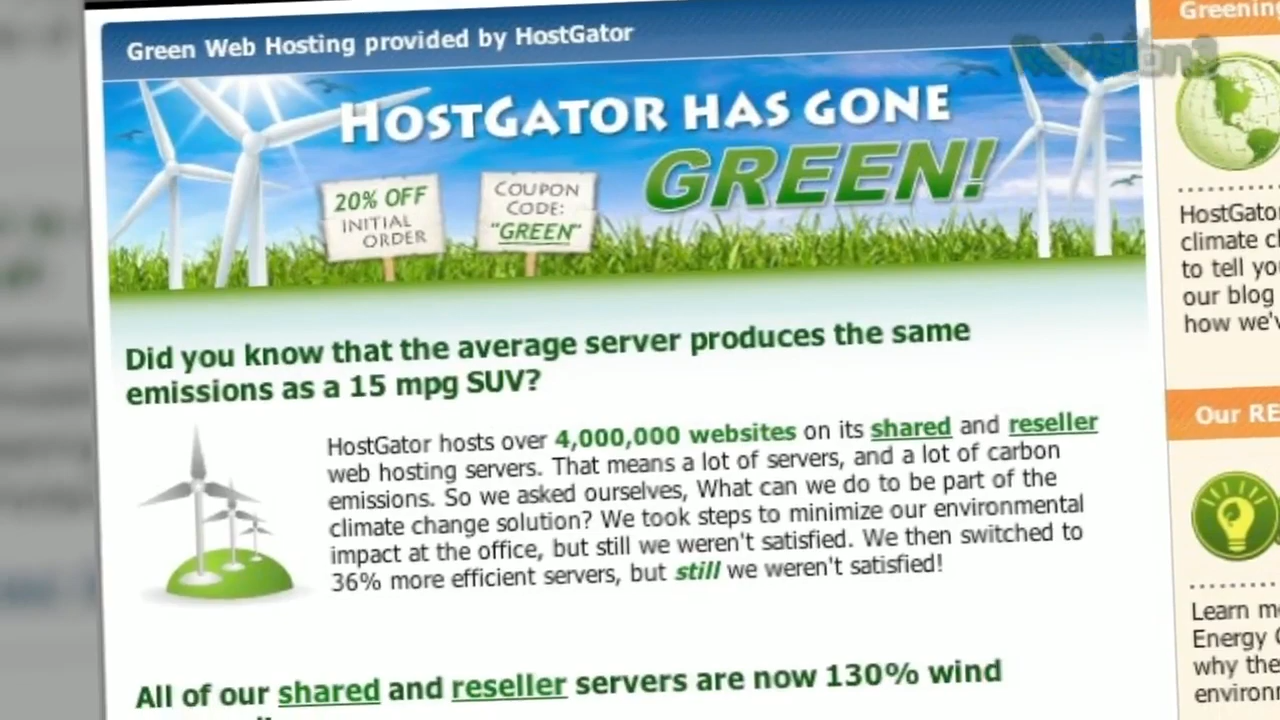 Green Web Hosting provided by HostGator
HOSTGATOR HAS GONE
GREEN!
20% OFF
INITIAL
ORDER
COUPON
CODE:
"GREEN"
Did you know that the average server produces the same
emissions as a 15 mpg SUV?
HostGator hosts over 4,000,000 websites on its shared and reseller
web hosting servers. That means a lot of servers, and a lot of carbon
emissions. So we asked ourselves, What can we do to be part of the
climate change solution? We took steps to minimize our environmental
impact at the office, but still we weren't satisfied. We then switched to
36% more efficient servers, but still we weren't satisfied!
All of our shared and reseller servers are now 130% wind
Greening
Revision3
HostGato
climate c
to tell yo
our blog
how we'v
Our RE
Learn m
Energy
why the
environ